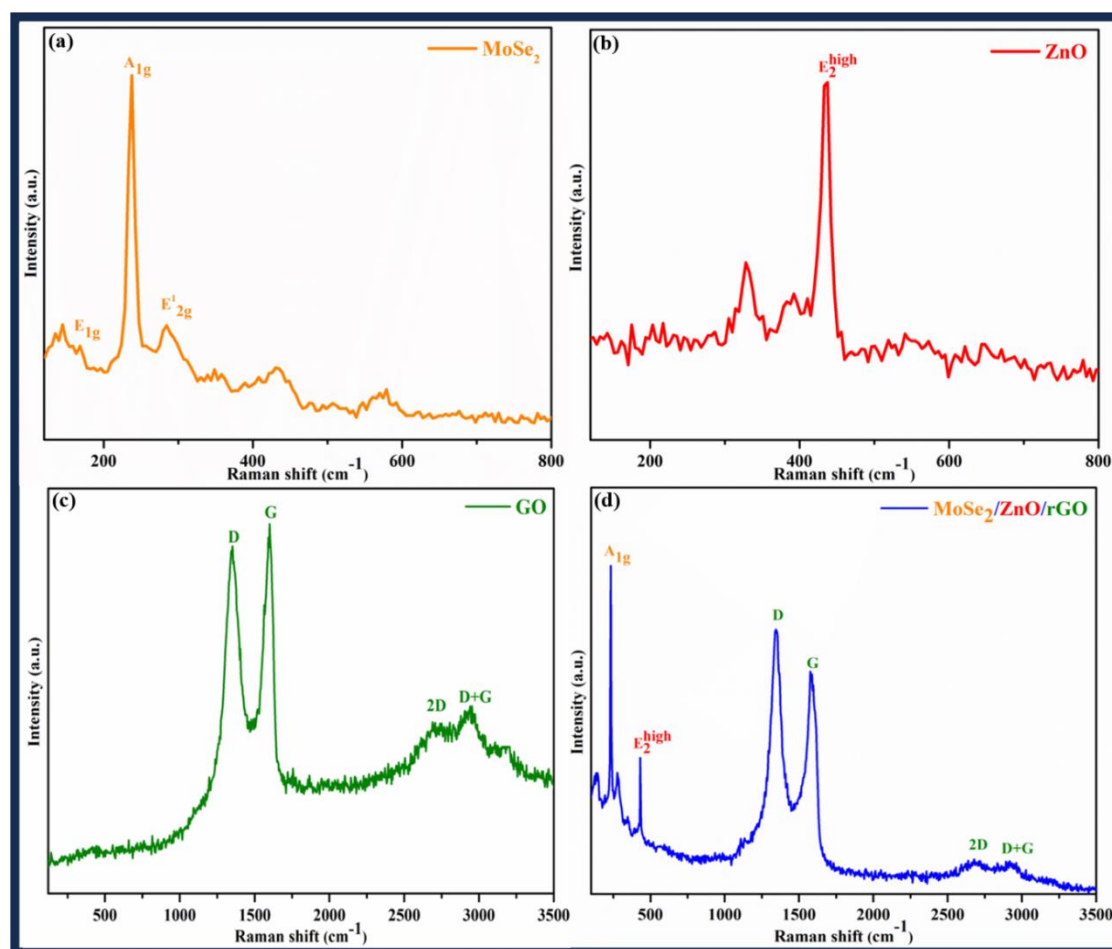 (a)
MoSe₂
A₁g
E₁g
E¹₂g
Intensity (a.u.)
200 400 600 800
Raman shift (cm⁻¹)
(b)
ZnO
E₂high
Intensity (a.u.)
200 400 600 800
Raman shift (cm⁻¹)
(c)
GO
D
G
2D
D+G
Intensity (a.u.)
500 1000 1500 2000 2500 3000 3500
Raman shift (cm⁻¹)
(d)
MoSe₂/ZnO/rGO
A₁g
E₂high
D
G
2D
D+G
Intensity (a.u.)
500 1000 1500 2000 2500 3000 3500
Raman shift (cm⁻¹)